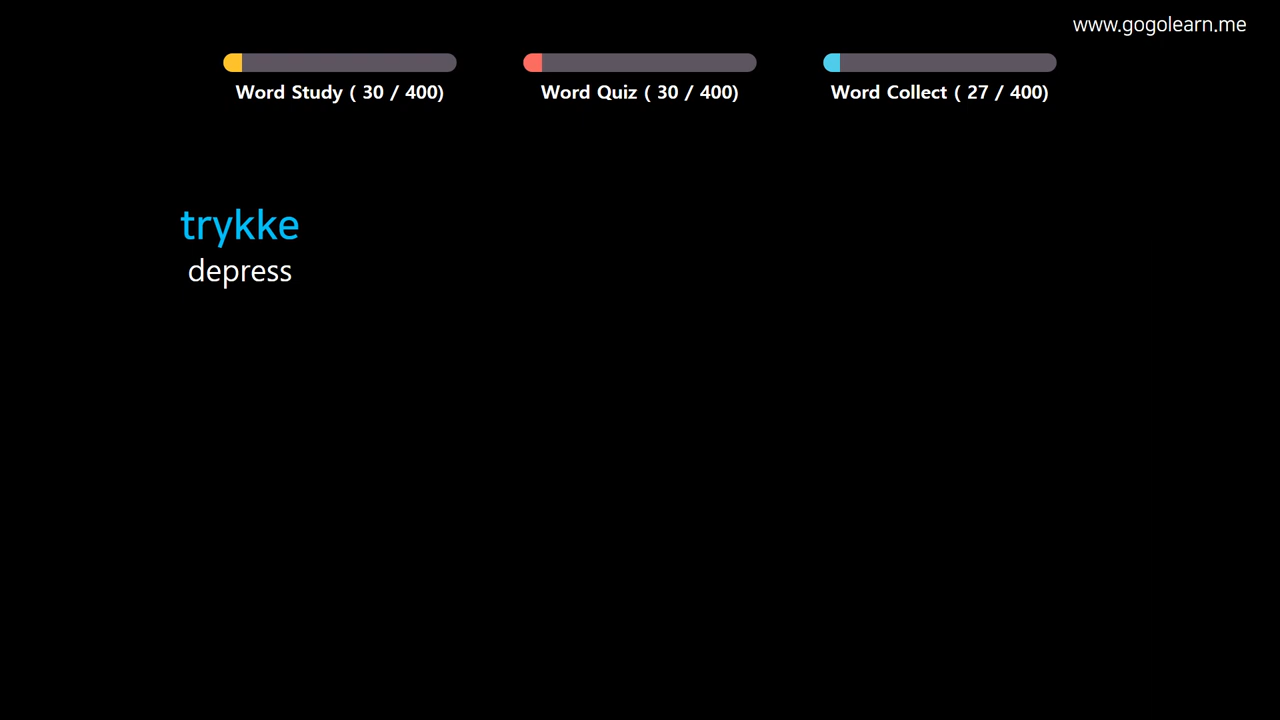 www.gogolearn.me
Word Study ( 30 / 400)
Word Quiz ( 30 / 400)
Word Collect ( 27 / 400)
trykke
depress